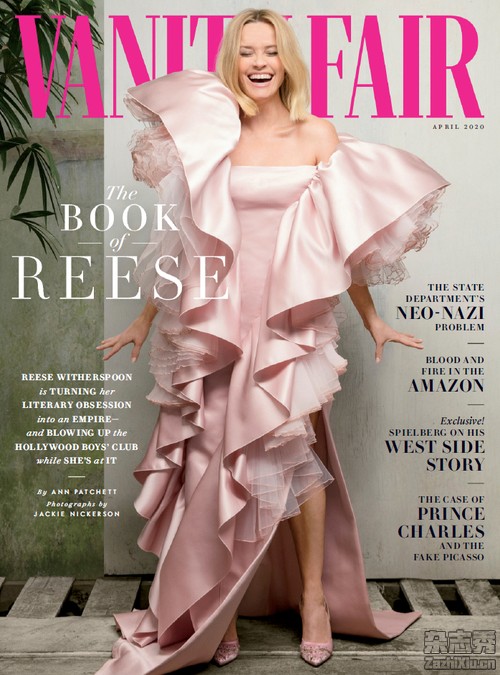 VANITY FAIR
APRIL 2020
The
BOOK
of
REESE
REESE WITHERSPOON
is TURNING her
LITERARY OBSESSION
into an EMPIRE—
and BLOWING UP the
HOLLYWOOD BOYS' CLUB
while SHE'S at IT
By ANN PATCHETT
Photographs by
JACKIE NICKERSON
THE STATE
DEPARTMENT'S
NEO-NAZI
PROBLEM
BLOOD AND
FIRE IN THE
AMAZON
Exclusive!
SPIELBERG ON HIS
WEST SIDE
STORY
THE CASE OF
PRINCE
CHARLES
AND THE
FAKE PICASSO
杂志秀
ZaZhiXiu.cn